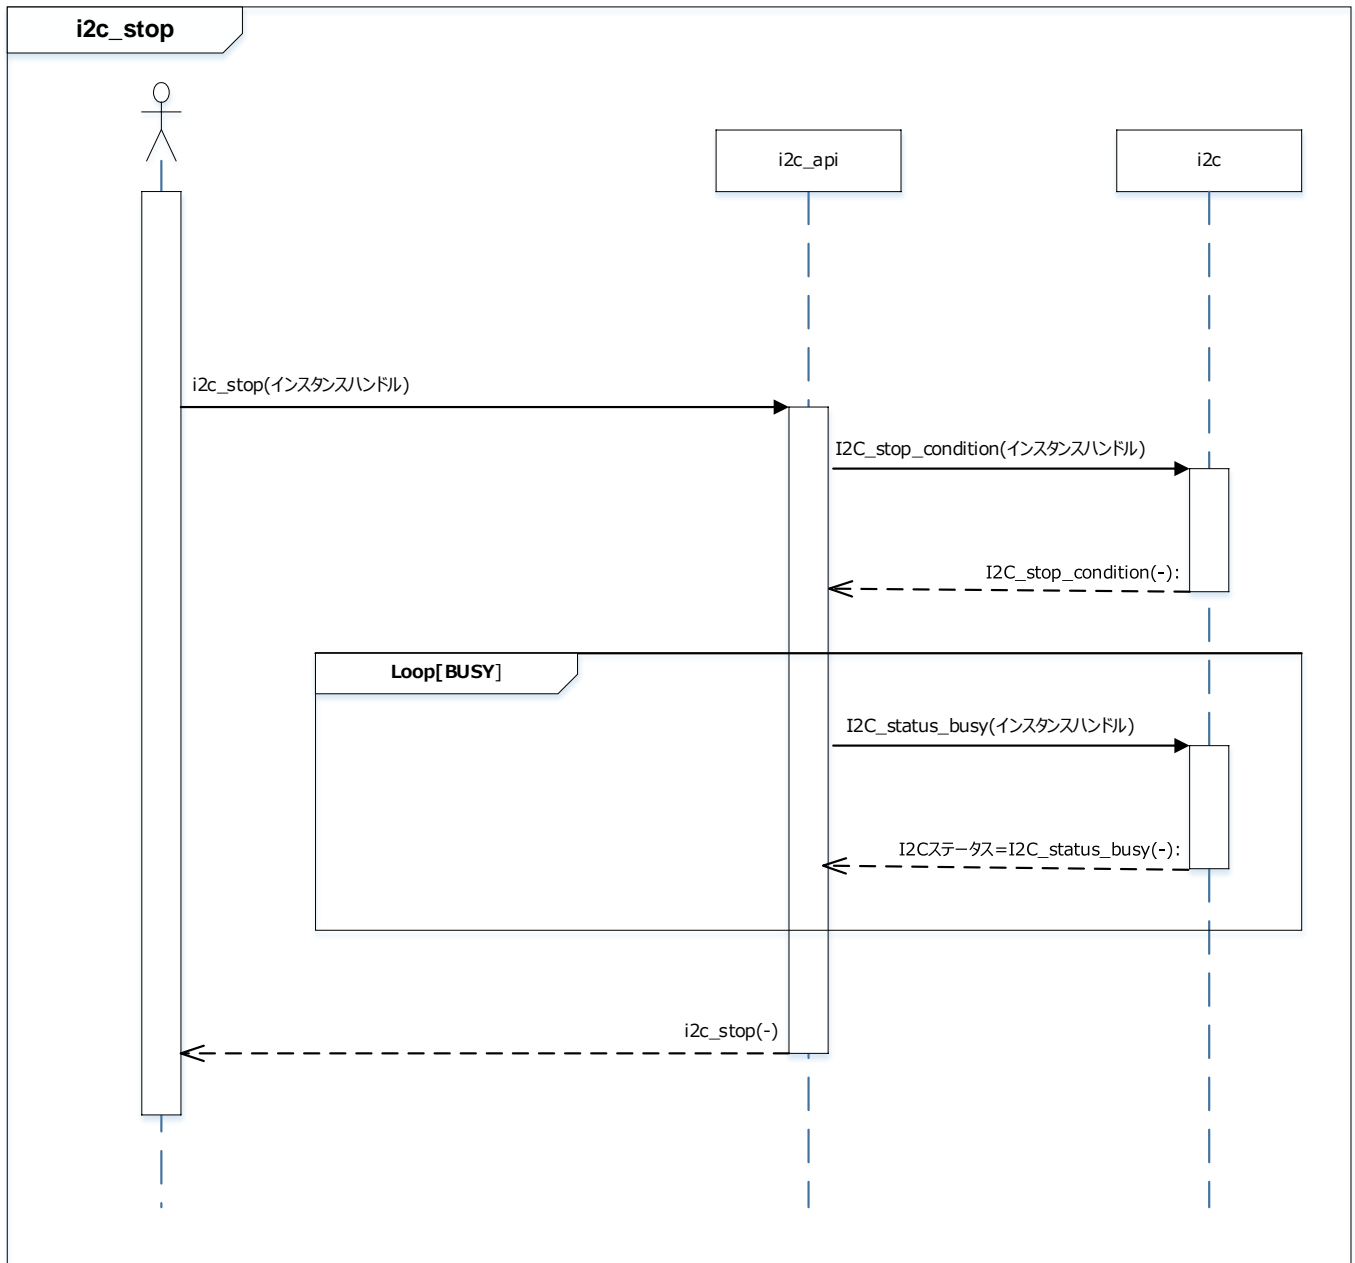 i2c_stop
i2c_api
i2c
i2c_stop(インスタンスハンドル)
I2C_stop_condition(インスタンスハンドル)
I2C_stop_condition(-):
Loop[BUSY]
I2C_status_busy(インスタンスハンドル)
I2Cステータス=I2C_status_busy(-):
i2c_stop(-)